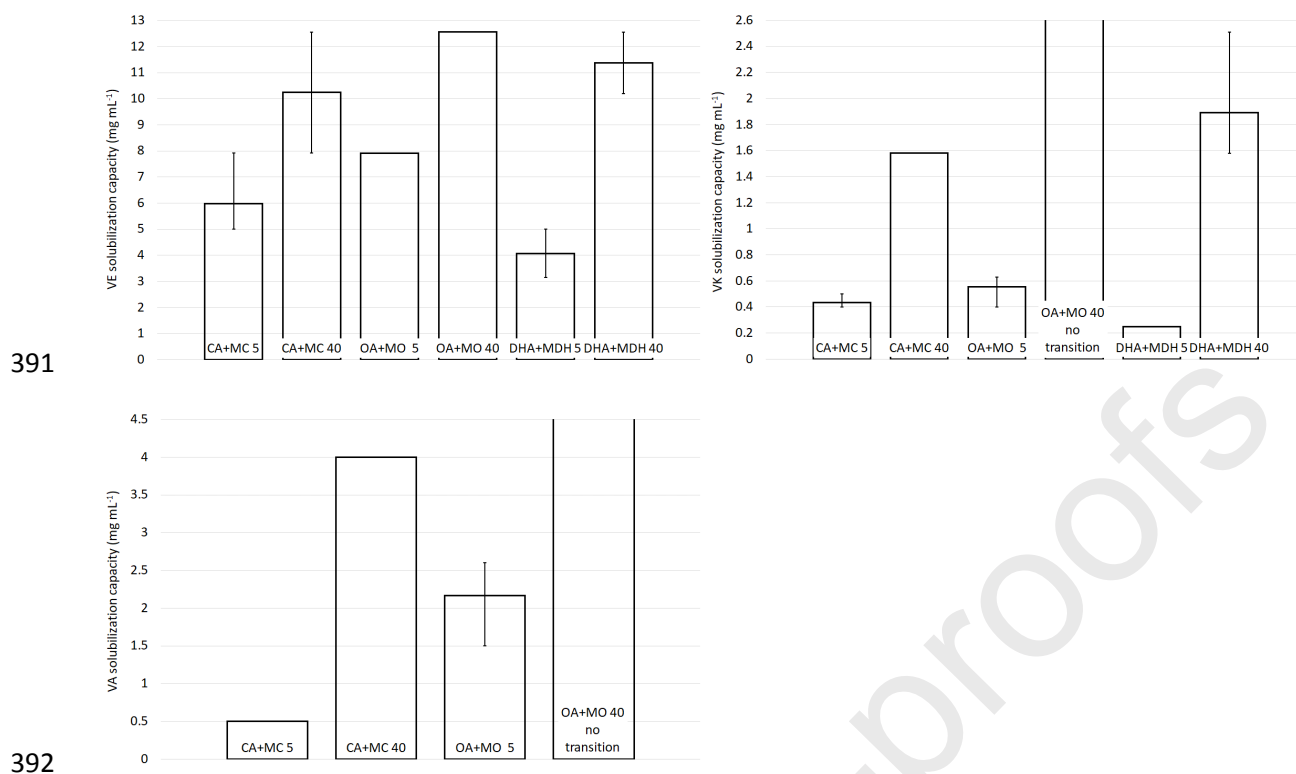 13
12
11
10
9
8
7
6
5
4
3
2
1
0
VE solubilization capacity (mg mL-1)
CA+MC 5 CA+MC 40 OA+MO 5 OA+MO 40 DHA+MDH 5 DHA+MDH 40
2.6
2.4
2.2
2
1.8
1.6
1.4
1.2
1
0.8
0.6
0.4
0.2
0
VK solubilization capacity (mg mL-1)
CA+MC 5 CA+MC 40 OA+MO 5
OA+MO 40
no
transition
DHA+MDH 5 DHA+MDH 40
391
4.5
4
3.5
3
2.5
2
1.5
1
0.5
0
VA solubilization capacity (mg mL-1)
CA+MC 5 CA+MC 40 OA+MO 5
OA+MO 40
no
transition
392
proofs